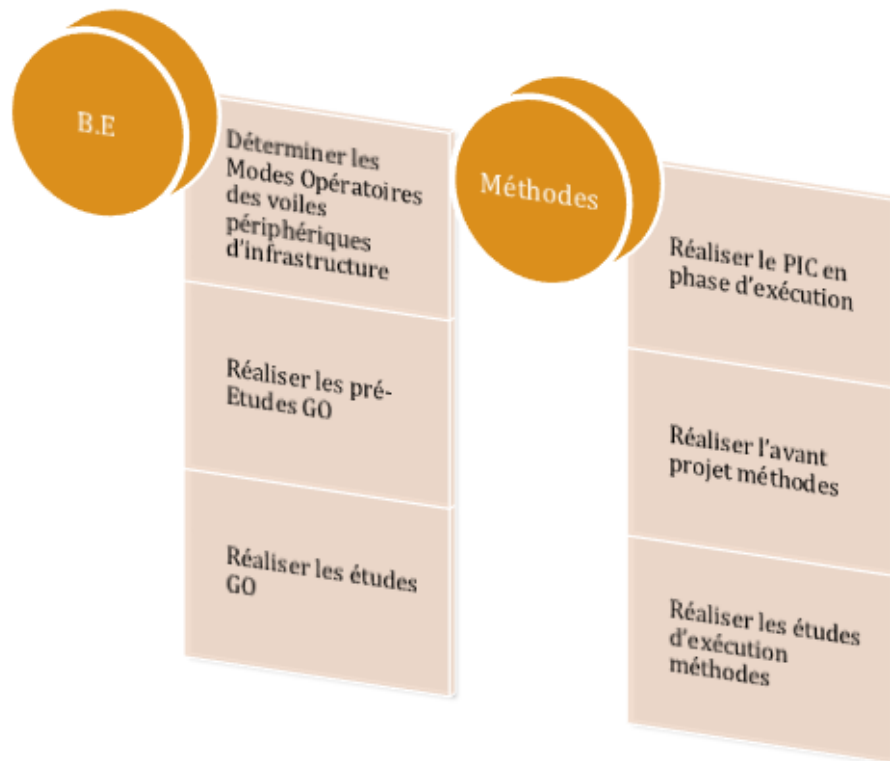 B.E
Déterminer les
Modes Opératoires
des voiles
périphériques
d'infrastructure
Réaliser les pré-
Etudes GO
Réaliser les études
GO
Méthodes
Réaliser le PIC en
phase d'exécution
Réaliser l'avant
projet méthodes
Réaliser les études
d'exécution
méthodes